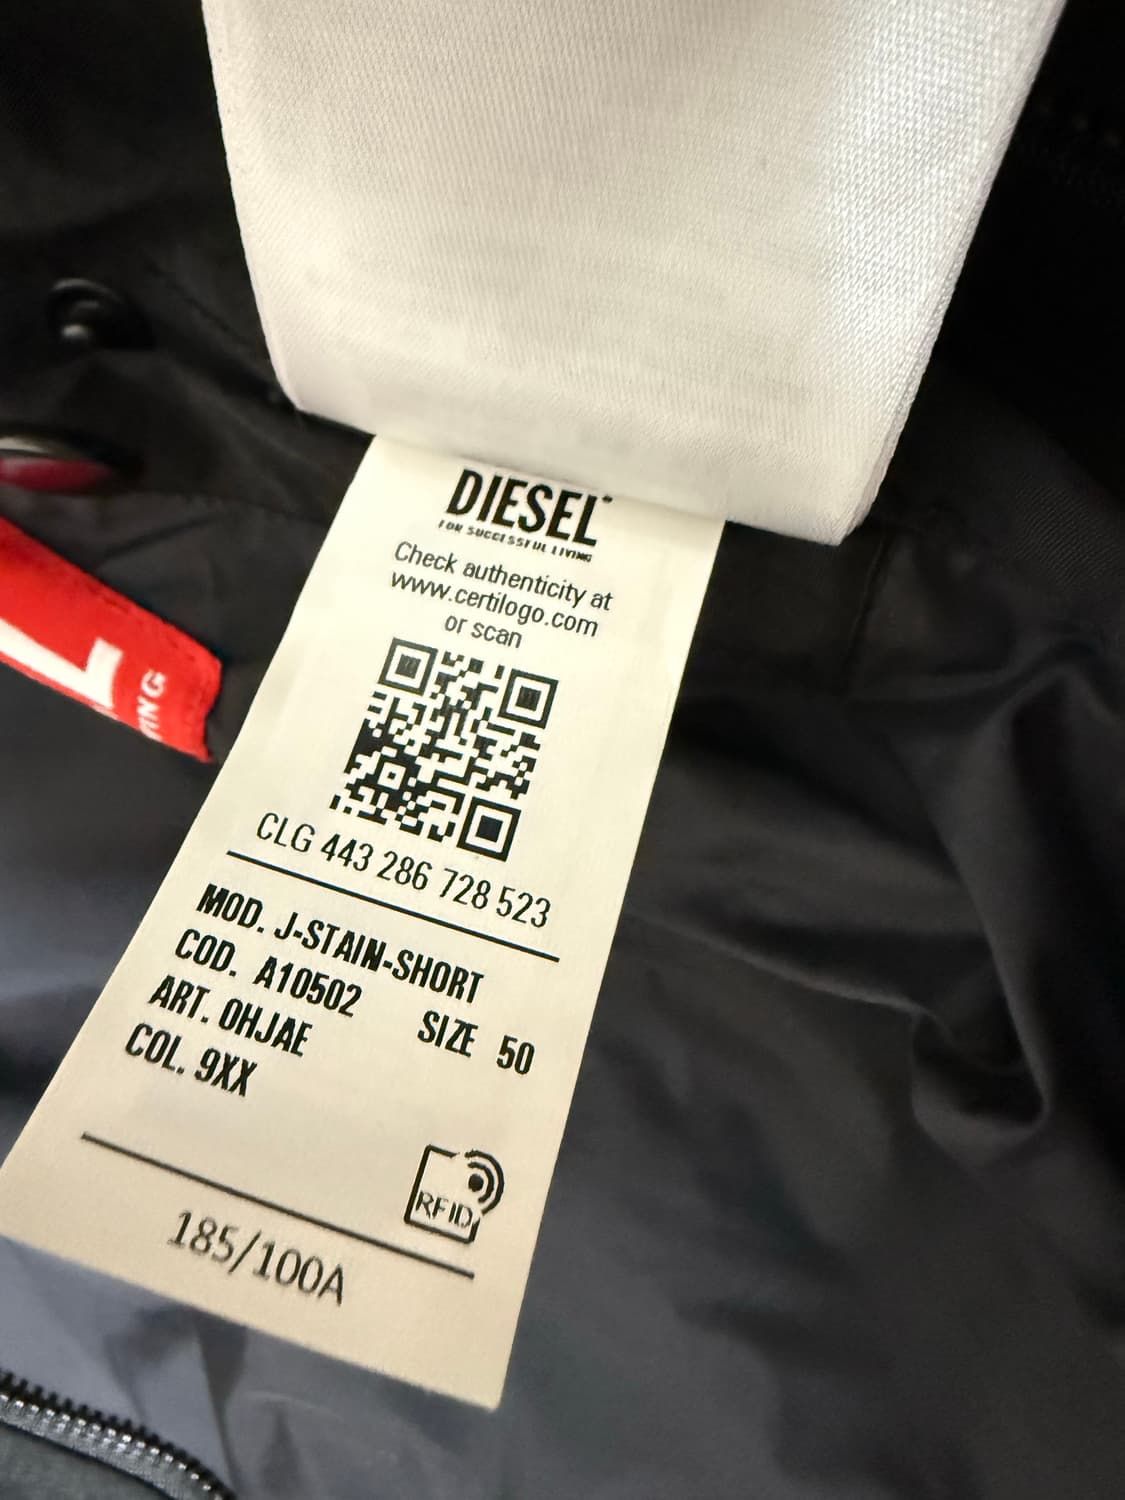 DIESEL
FOR SUCCESSFUL LIVING
Check authenticity at
www.certilogo.com
or scan
CLG 443 286 728 523
MOD. J-STAIN-SHORT
COD. A10502 SIZE 50
ART. 0HJAE
COL. 9XX
RFID
185/100A
L
ING